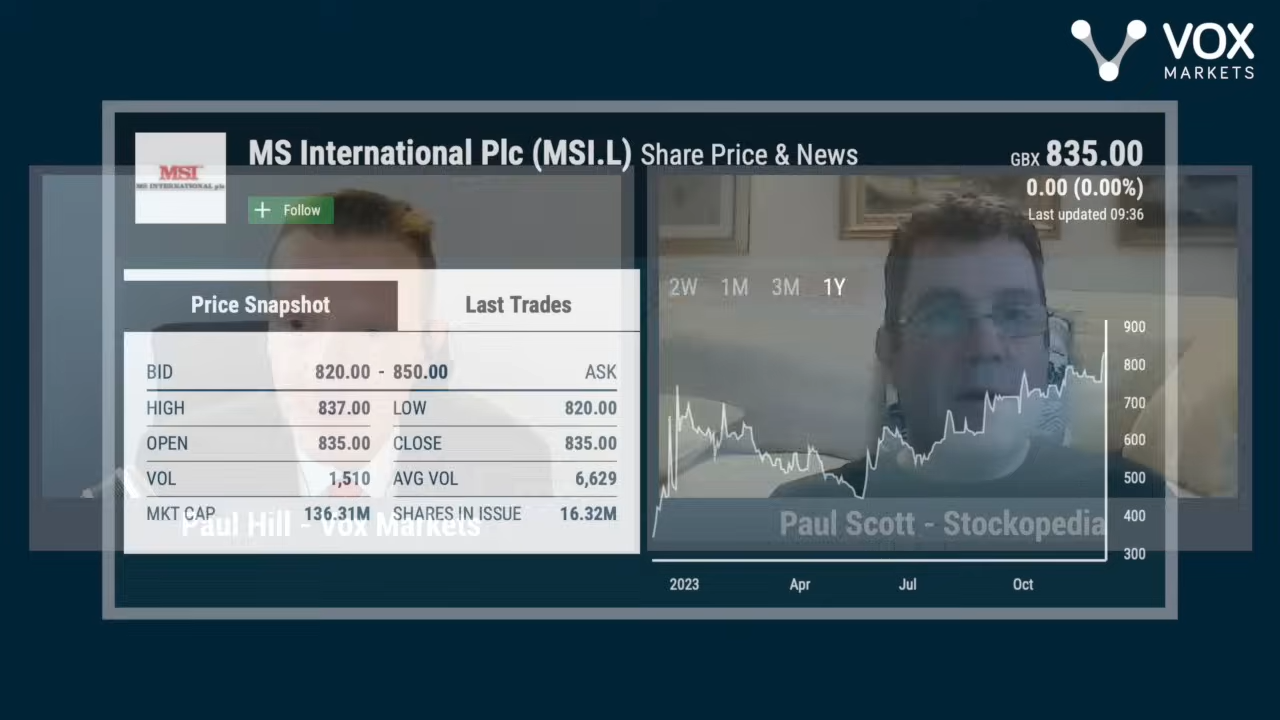 VOX
MARKETS
MSI
MS INTERNATIONAL plc
MS International Plc (MSI.L) Share Price & News
GBX 835.00
0.00 (0.00%)
Last updated 09:36
+ Follow
Price Snapshot
Last Trades
BID 820.00 - 850.00 ASK
HIGH 837.00 LOW 820.00
OPEN 835.00 CLOSE 835.00
VOL 1,510 AVG VOL 6,629
MKT CAP 136.31M SHARES IN ISSUE 16.32M
2W 1M 3M 1Y
900
800
700
600
500
400
300
2023 Apr Jul Oct
Paul Hill - Vox Markets
Paul Scott - Stockopedia